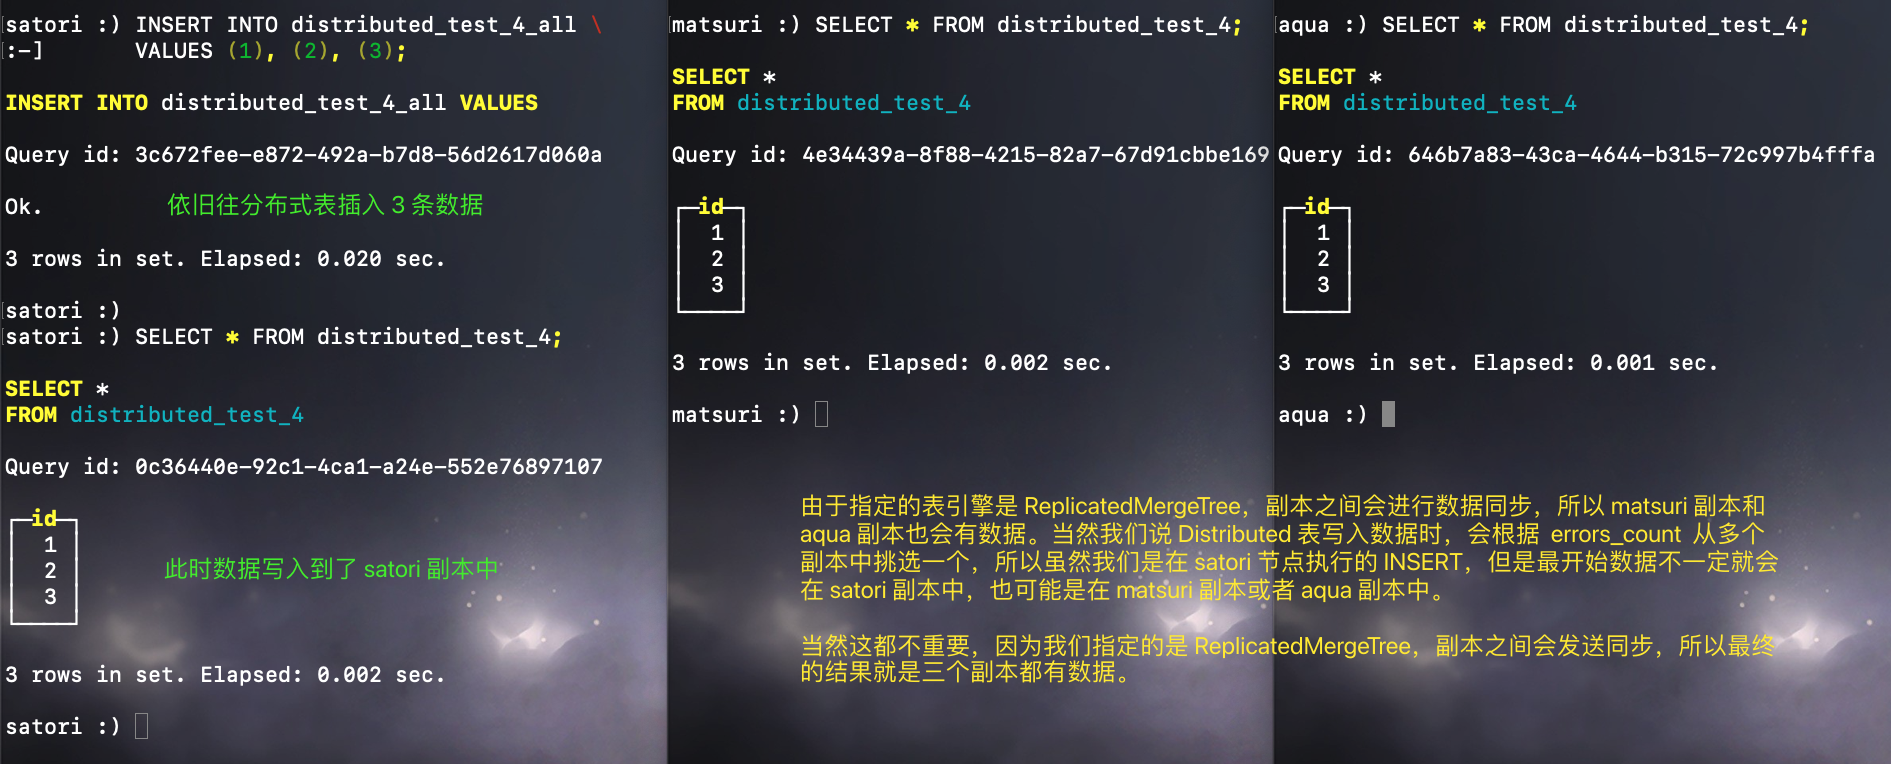 satori :) INSERT INTO distributed_test_4_all \
:-] VALUES (1), (2), (3);
INSERT INTO distributed_test_4_all VALUES
Query id: 3c672fee-e872-492a-b7d8-56d2617d060a
Ok.
依旧往分布式表插入 3 条数据
3 rows in set. Elapsed: 0.020 sec.
satori :)
satori :) SELECT * FROM distributed_test_4;
SELECT *
FROM distributed_test_4
Query id: 0c36440e-92c1-4ca1-a24e-552e76897107
id
1
2
3
此时数据写入到了 satori 副本中
3 rows in set. Elapsed: 0.002 sec.
satori :)
matsuri :) SELECT * FROM distributed_test_4;
SELECT *
FROM distributed_test_4
Query id: 4e34439a-8f88-4215-82a7-67d91cbbe169
id
1
2
3
3 rows in set. Elapsed: 0.002 sec.
matsuri :)
aqua :) SELECT * FROM distributed_test_4;
SELECT *
FROM distributed_test_4
Query id: 646b7a83-43ca-4644-b315-72c997b4fffa
id
1
2
3
3 rows in set. Elapsed: 0.001 sec.
aqua :)
由于指定的表引擎是 ReplicatedMergeTree，副本之间会进行数据同步，所以 matsuri 副本和
aqua 副本也会有数据。当然我们说 Distributed 表写入数据时，会根据 errors_count 从多个
副本中挑选一个，所以虽然我们是在 satori 节点执行的 INSERT，但是最开始数据不一定就会
在 satori 副本中，也可能是在 matsuri 副本或者 aqua 副本中。
当然这都不重要，因为我们指定的是 ReplicatedMergeTree，副本之间会发送同步，所以最终
的结果就是三个副本都有数据。